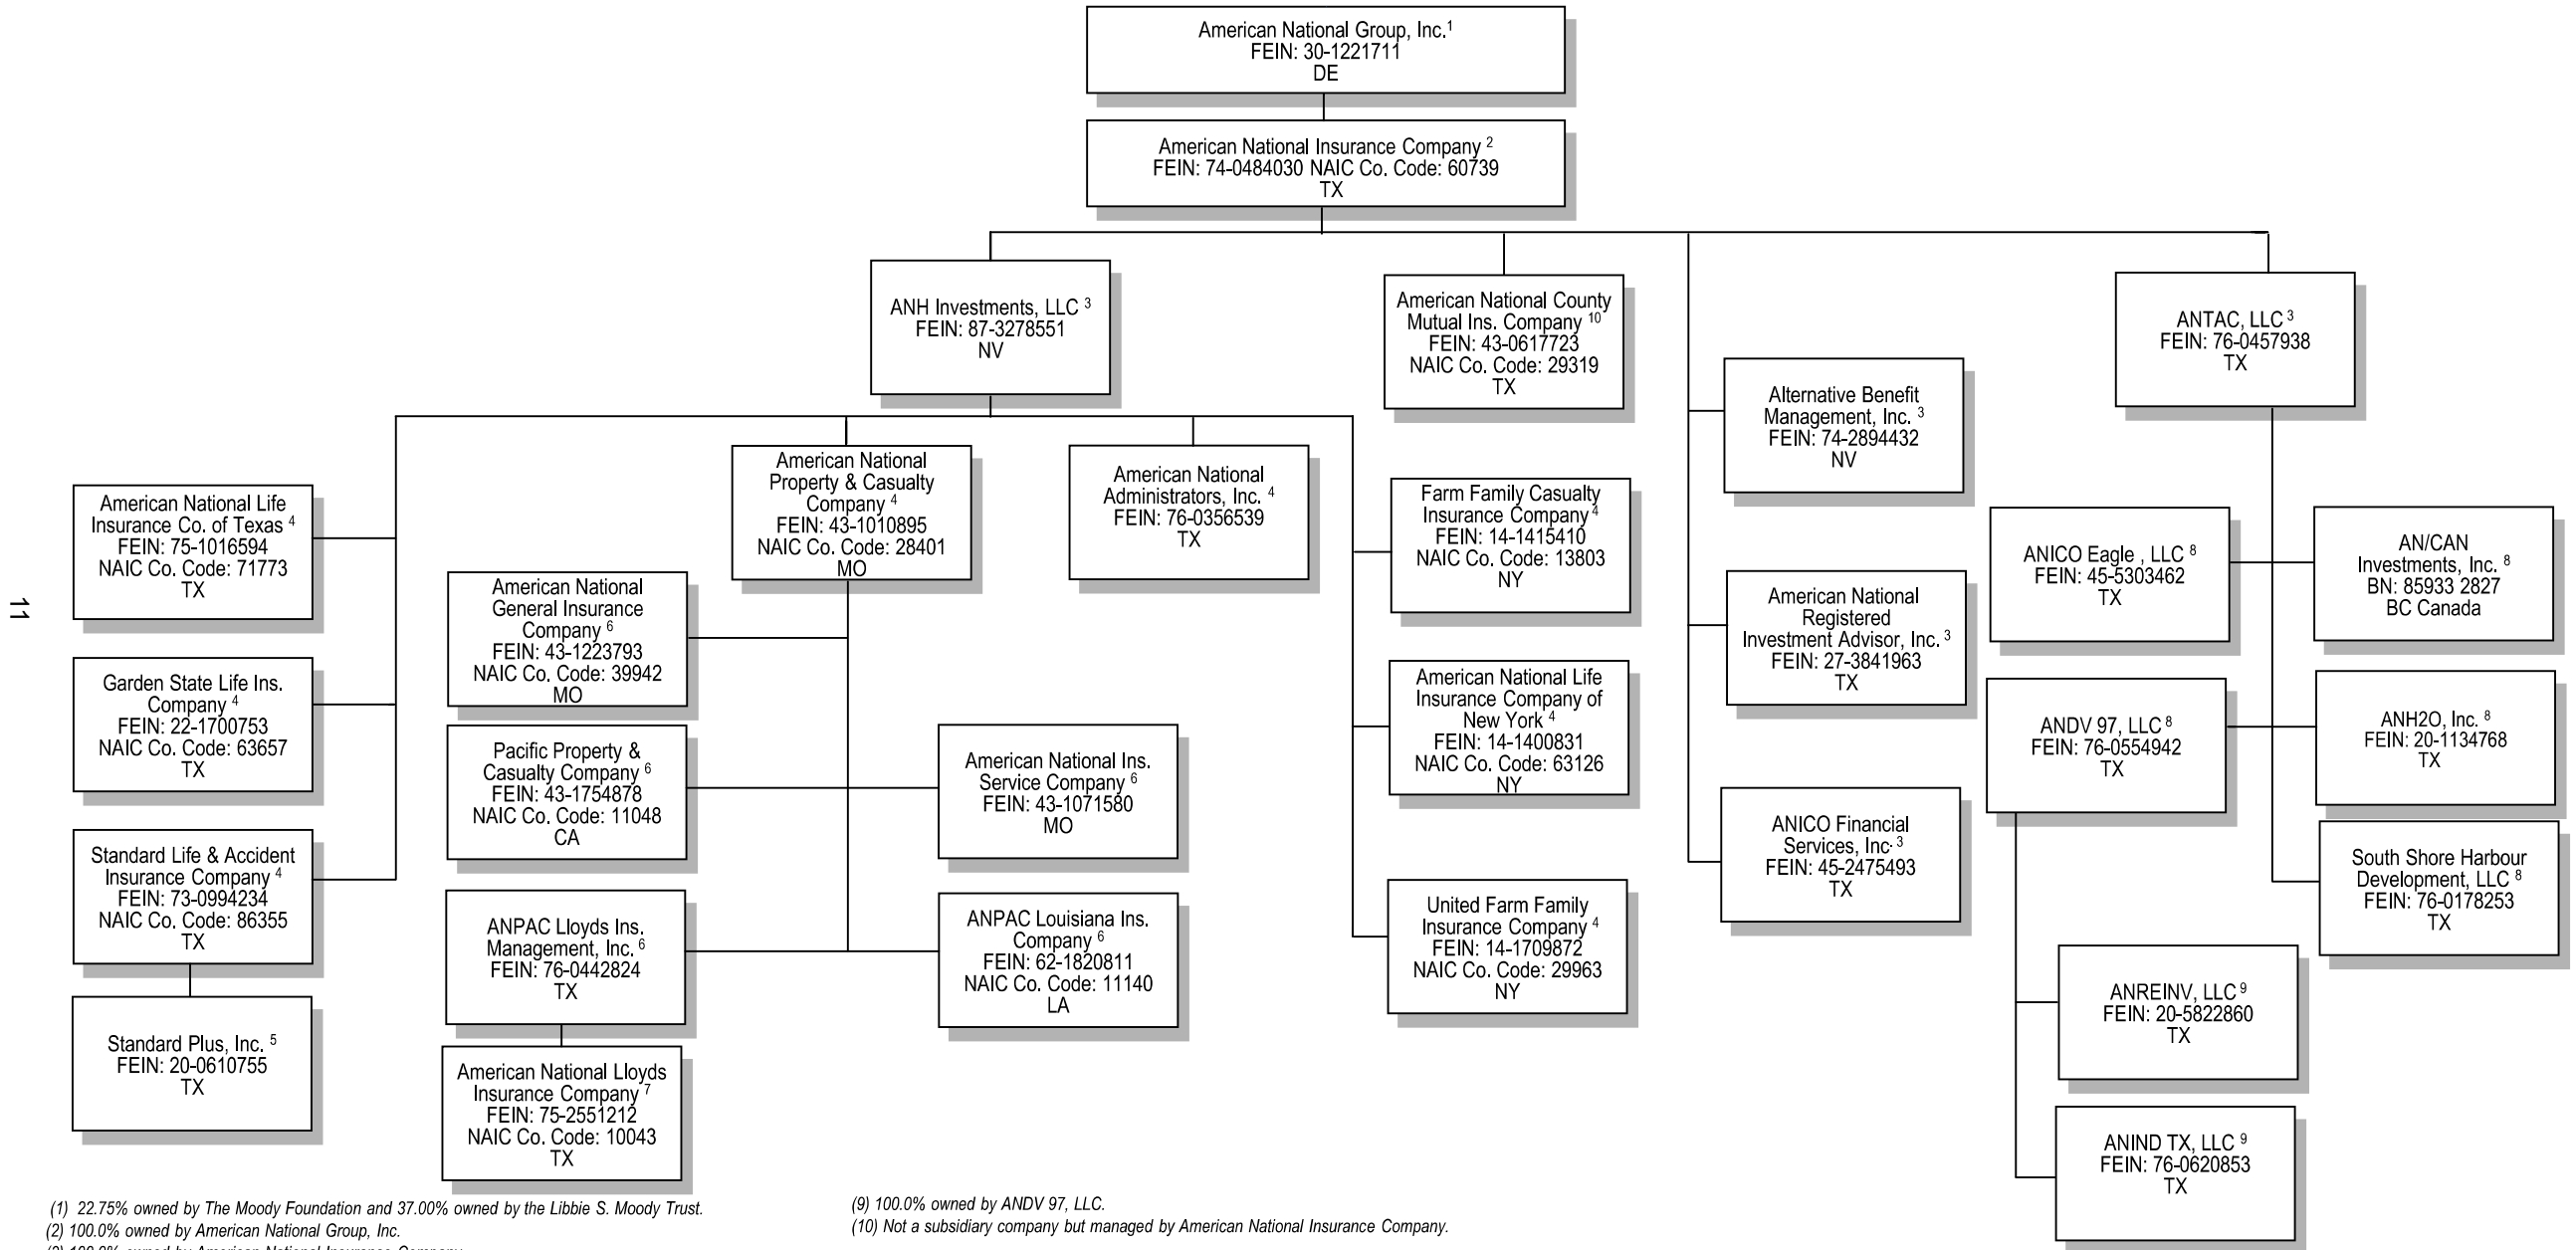 American National Group, Inc.1
FEIN: 30-1221711
DE
American National Insurance Company 2
FEIN: 74-0484030 NAIC Co. Code: 60739
TX
ANH Investments, LLC 3
FEIN: 87-3278551
NV
American National County
Mutual Ins. Company 10
FEIN: 43-0617723
NAIC Co. Code: 29319
TX
ANTAC, LLC 3
FEIN: 76-0457938
TX
Alternative Benefit
Management, Inc. 3
FEIN: 74-2894432
NV
American National Life
Insurance Co. of Texas 4
FEIN: 75-1016594
NAIC Co. Code: 71773
TX
American National
Property & Casualty
Company 4
FEIN: 43-1010895
NAIC Co. Code: 28401
MO
American National
Administrators, Inc. 4
FEIN: 76-0356539
TX
Farm Family Casualty
Insurance Company 4
FEIN: 14-1415410
NAIC Co. Code: 13803
NY
ANICO Eagle , LLC 8
FEIN: 45-5303462
TX
AN/CAN
Investments, Inc. 8
BN: 85933 2827
BC Canada
American National
General Insurance
Company 6
FEIN: 43-1223793
NAIC Co. Code: 39942
MO
American National
Registered
Investment Advisor, Inc. 3
FEIN: 27-3841963
TX
11
Garden State Life Ins.
Company 4
FEIN: 22-1700753
NAIC Co. Code: 63657
TX
American National Life
Insurance Company of
New York 4
FEIN: 14-1400831
NAIC Co. Code: 63126
NY
ANDV 97, LLC 8
FEIN: 76-0554942
TX
ANH2O, Inc. 8
FEIN: 20-1134768
TX
Pacific Property &
Casualty Company 6
FEIN: 43-1754878
NAIC Co. Code: 11048
CA
American National Ins.
Service Company 6
FEIN: 43-1071580
MO
ANICO Financial
Services, Inc. 3
FEIN: 45-2475493
TX
South Shore Harbour
Development, LLC 8
FEIN: 76-0178253
TX
Standard Life & Accident
Insurance Company 4
FEIN: 73-0994234
NAIC Co. Code: 86355
TX
ANPAC Lloyds Ins.
Management, Inc. 6
FEIN: 76-0442824
TX
ANPAC Louisiana Ins.
Company 6
FEIN: 62-1820811
NAIC Co. Code: 11140
LA
United Farm Family
Insurance Company 4
FEIN: 14-1709872
NAIC Co. Code: 29963
NY
ANREINV, LLC 9
FEIN: 20-5822860
TX
Standard Plus, Inc. 5
FEIN: 20-0610755
TX
American National Lloyds
Insurance Company 7
FEIN: 75-2551212
NAIC Co. Code: 10043
TX
ANIND TX, LLC 9
FEIN: 76-0620853
TX
(1) 22.75% owned by The Moody Foundation and 37.00% owned by the Libbie S. Moody Trust.
(2) 100.0% owned by American National Group, Inc.
(3) 100.0% owned by American National Insurance Company
(9) 100.0% owned by ANDV 97, LLC.
(10) Not a subsidiary company but managed by American National Insurance Company.